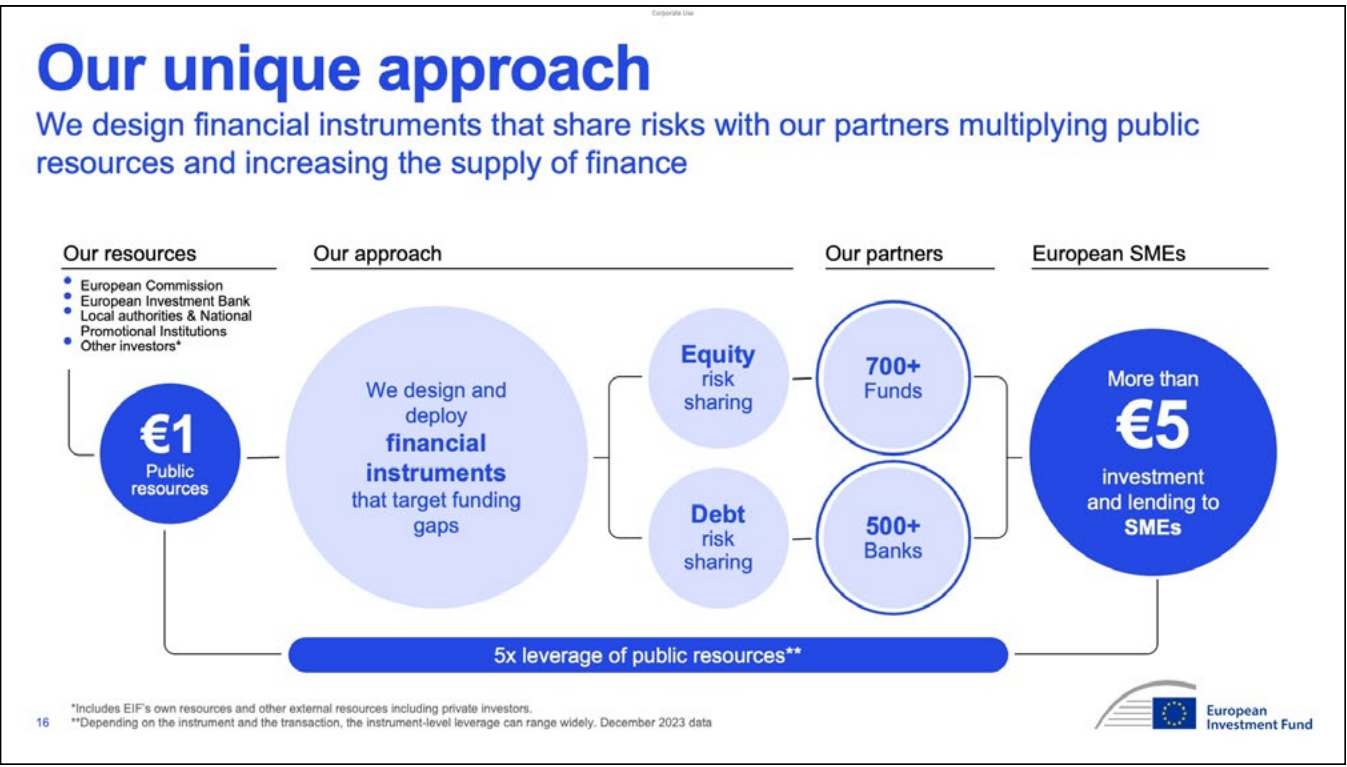 Corporate Use
Our unique approach
We design financial instruments that share risks with our partners multiplying public
resources and increasing the supply of finance
Our resources
European Commission
European Investment Bank
Local authorities & National
Promotional Institutions
Other investors*
€1
Public
resources
Our approach
We design and
deploy
financial
instruments
that target funding
gaps
Equity
risk
sharing
Debt
risk
sharing
Our partners
700+
Funds
500+
Banks
European SMEs
More than
€5
investment
and lending to
SMEs
5x leverage of public resources**
*Includes EIF's own resources and other external resources including private investors.
**Depending on the instrument and the transaction, the instrument-level leverage can range widely. December 2023 data
16
European
Investment Fund